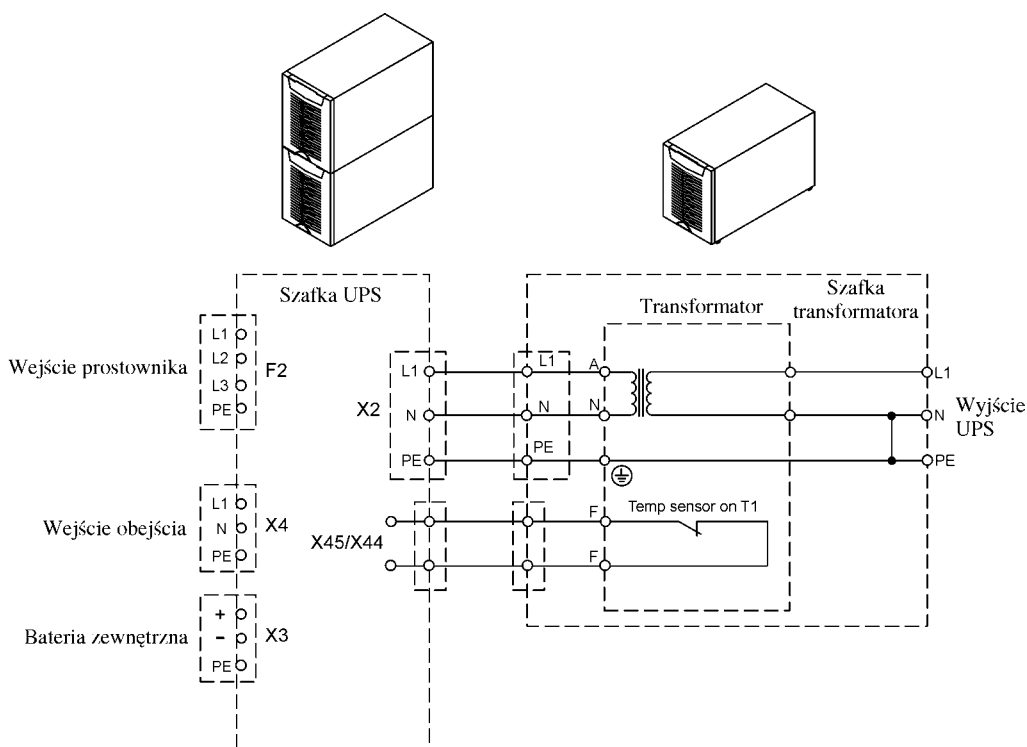 Szafka UPS
Szafka
transformatora
Transformator
Wejście prostownika
L1
L2
L3
PE
F2
X2
L1
N
PE
L1
N
PE
A
N
L1
N
PE
Wyjście
UPS
Wejście obejścia
L1
N
PE
X4
X45/X44
F
F
Temp sensor on T1
Bateria zewnętrzna
+
-
PE
X3